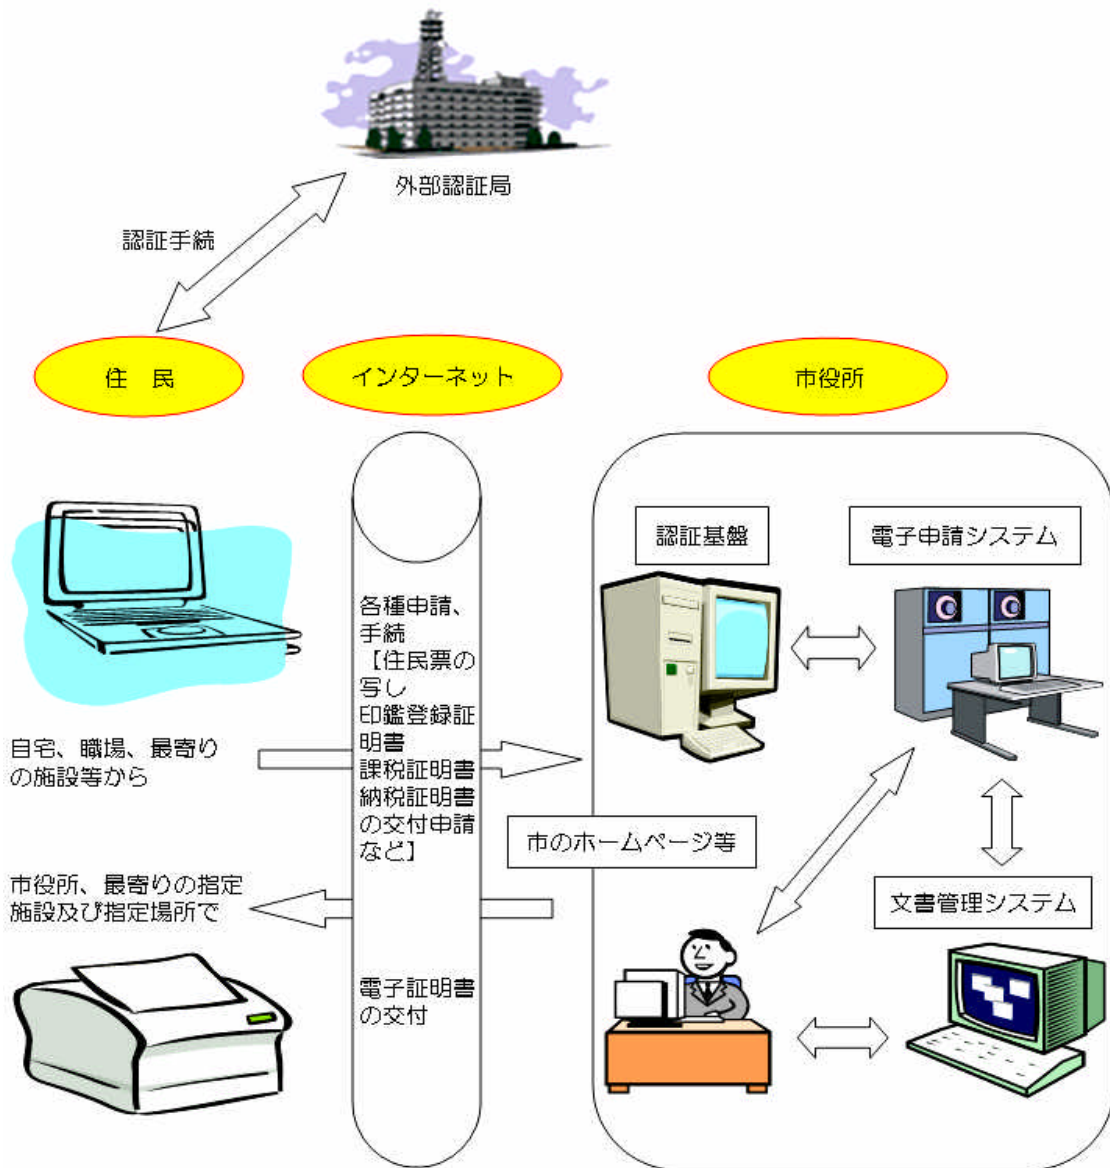 外部認証局
認証手続
住　民
インターネット
市役所
認証基盤
電子申請システム
各種申請、
手続
【住民票の
写し
印鑑登録証
明書
課税証明書
納税証明書
の交付申請
など】
自宅、職場、最寄り
の施設等から
市のホームページ等
市役所、最寄りの指定
施設及び指定場所で
文書管理システム
電子証明書
の交付